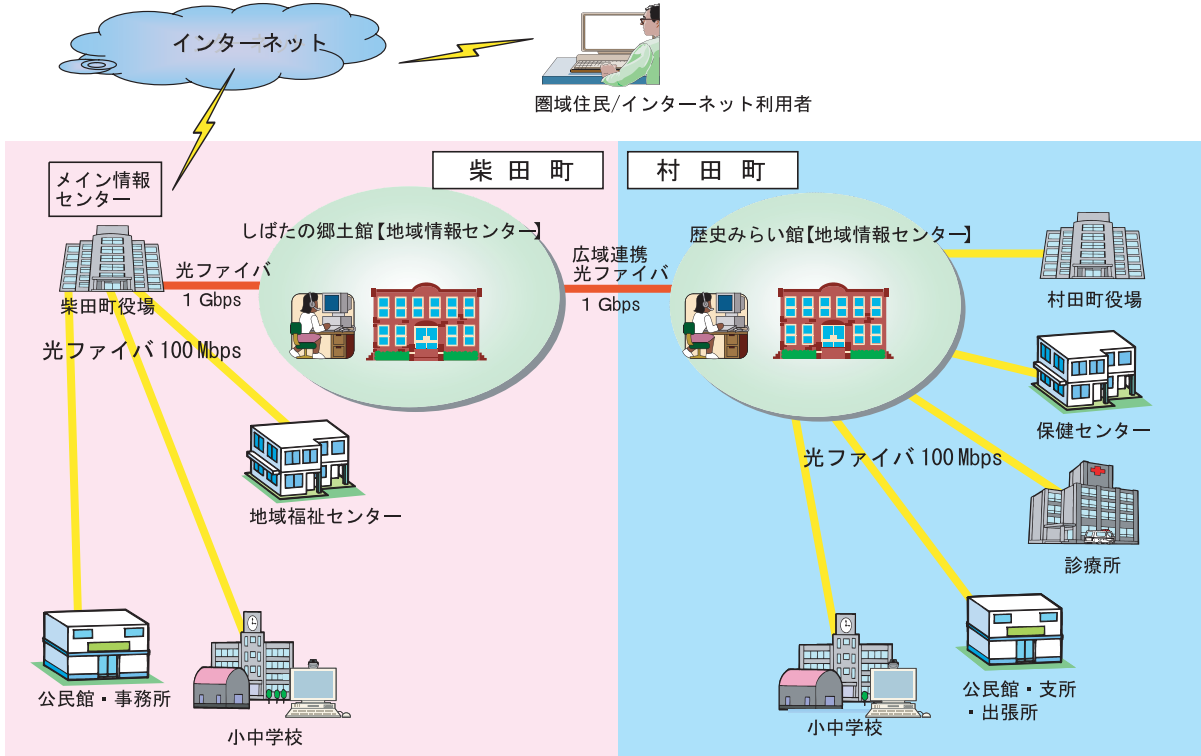 インターネット
圏域住民/インターネット利用者
柴田町
村田町
メイン情報
センター
しばたの郷土館【地域情報センター】
歴史みらい館【地域情報センター】
広域連携
光ファイバ
1 Gbps
光ファイバ
1 Gbps
柴田町役場
村田町役場
光ファイバ 100 Mbps
保健センター
光ファイバ 100 Mbps
地域福祉センター
診療所
公民館・事務所
小中学校
小中学校
公民館・支所
・出張所